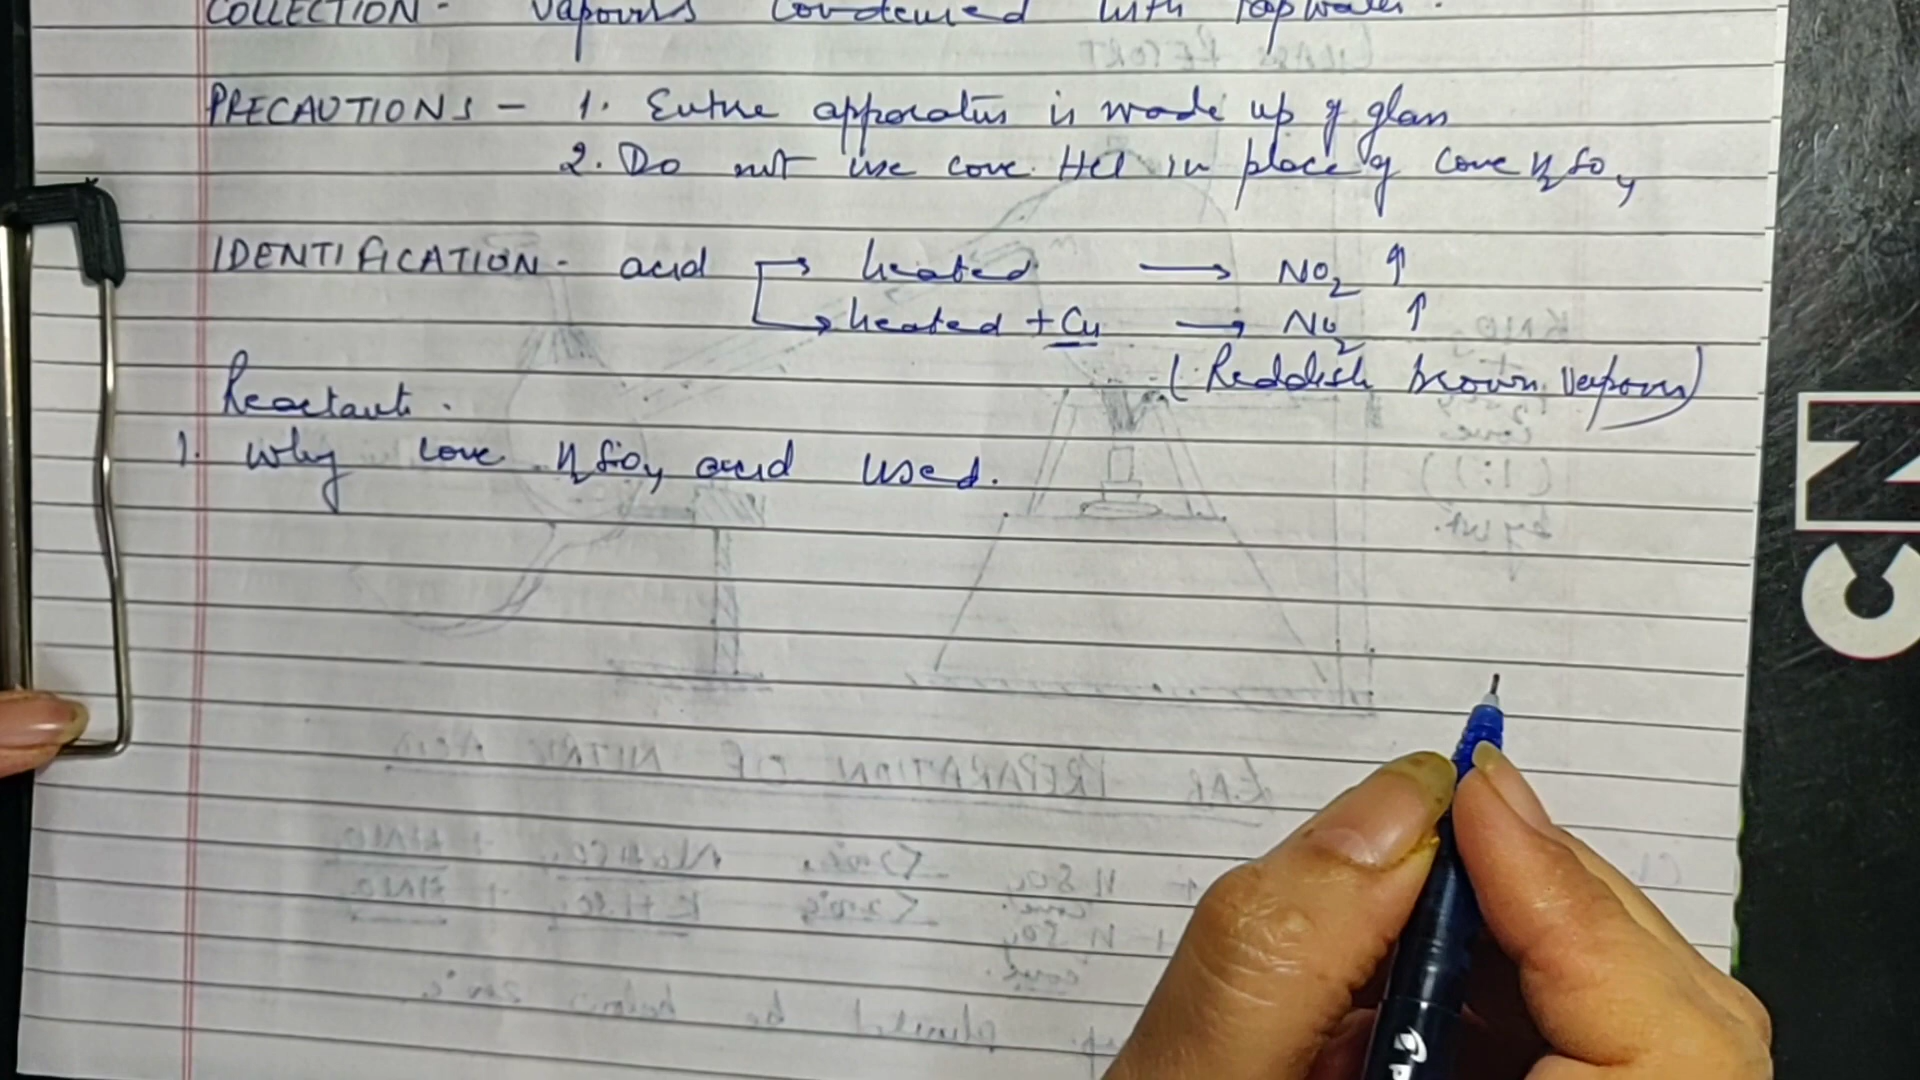 COLLECTION - Vapours condensed with tap water.
PRECAUTIONS - 1. Entire apparatus is made up of glass
2. Do not use conc. HCl in place of conc H2SO4
IDENTIFICATION - acid → heated → NO2 ↑
→ heated + Cu → NO2 ↑
(Reddish brown vapours)
Reactant.
1. Why conc H2SO4 acid used.
CN